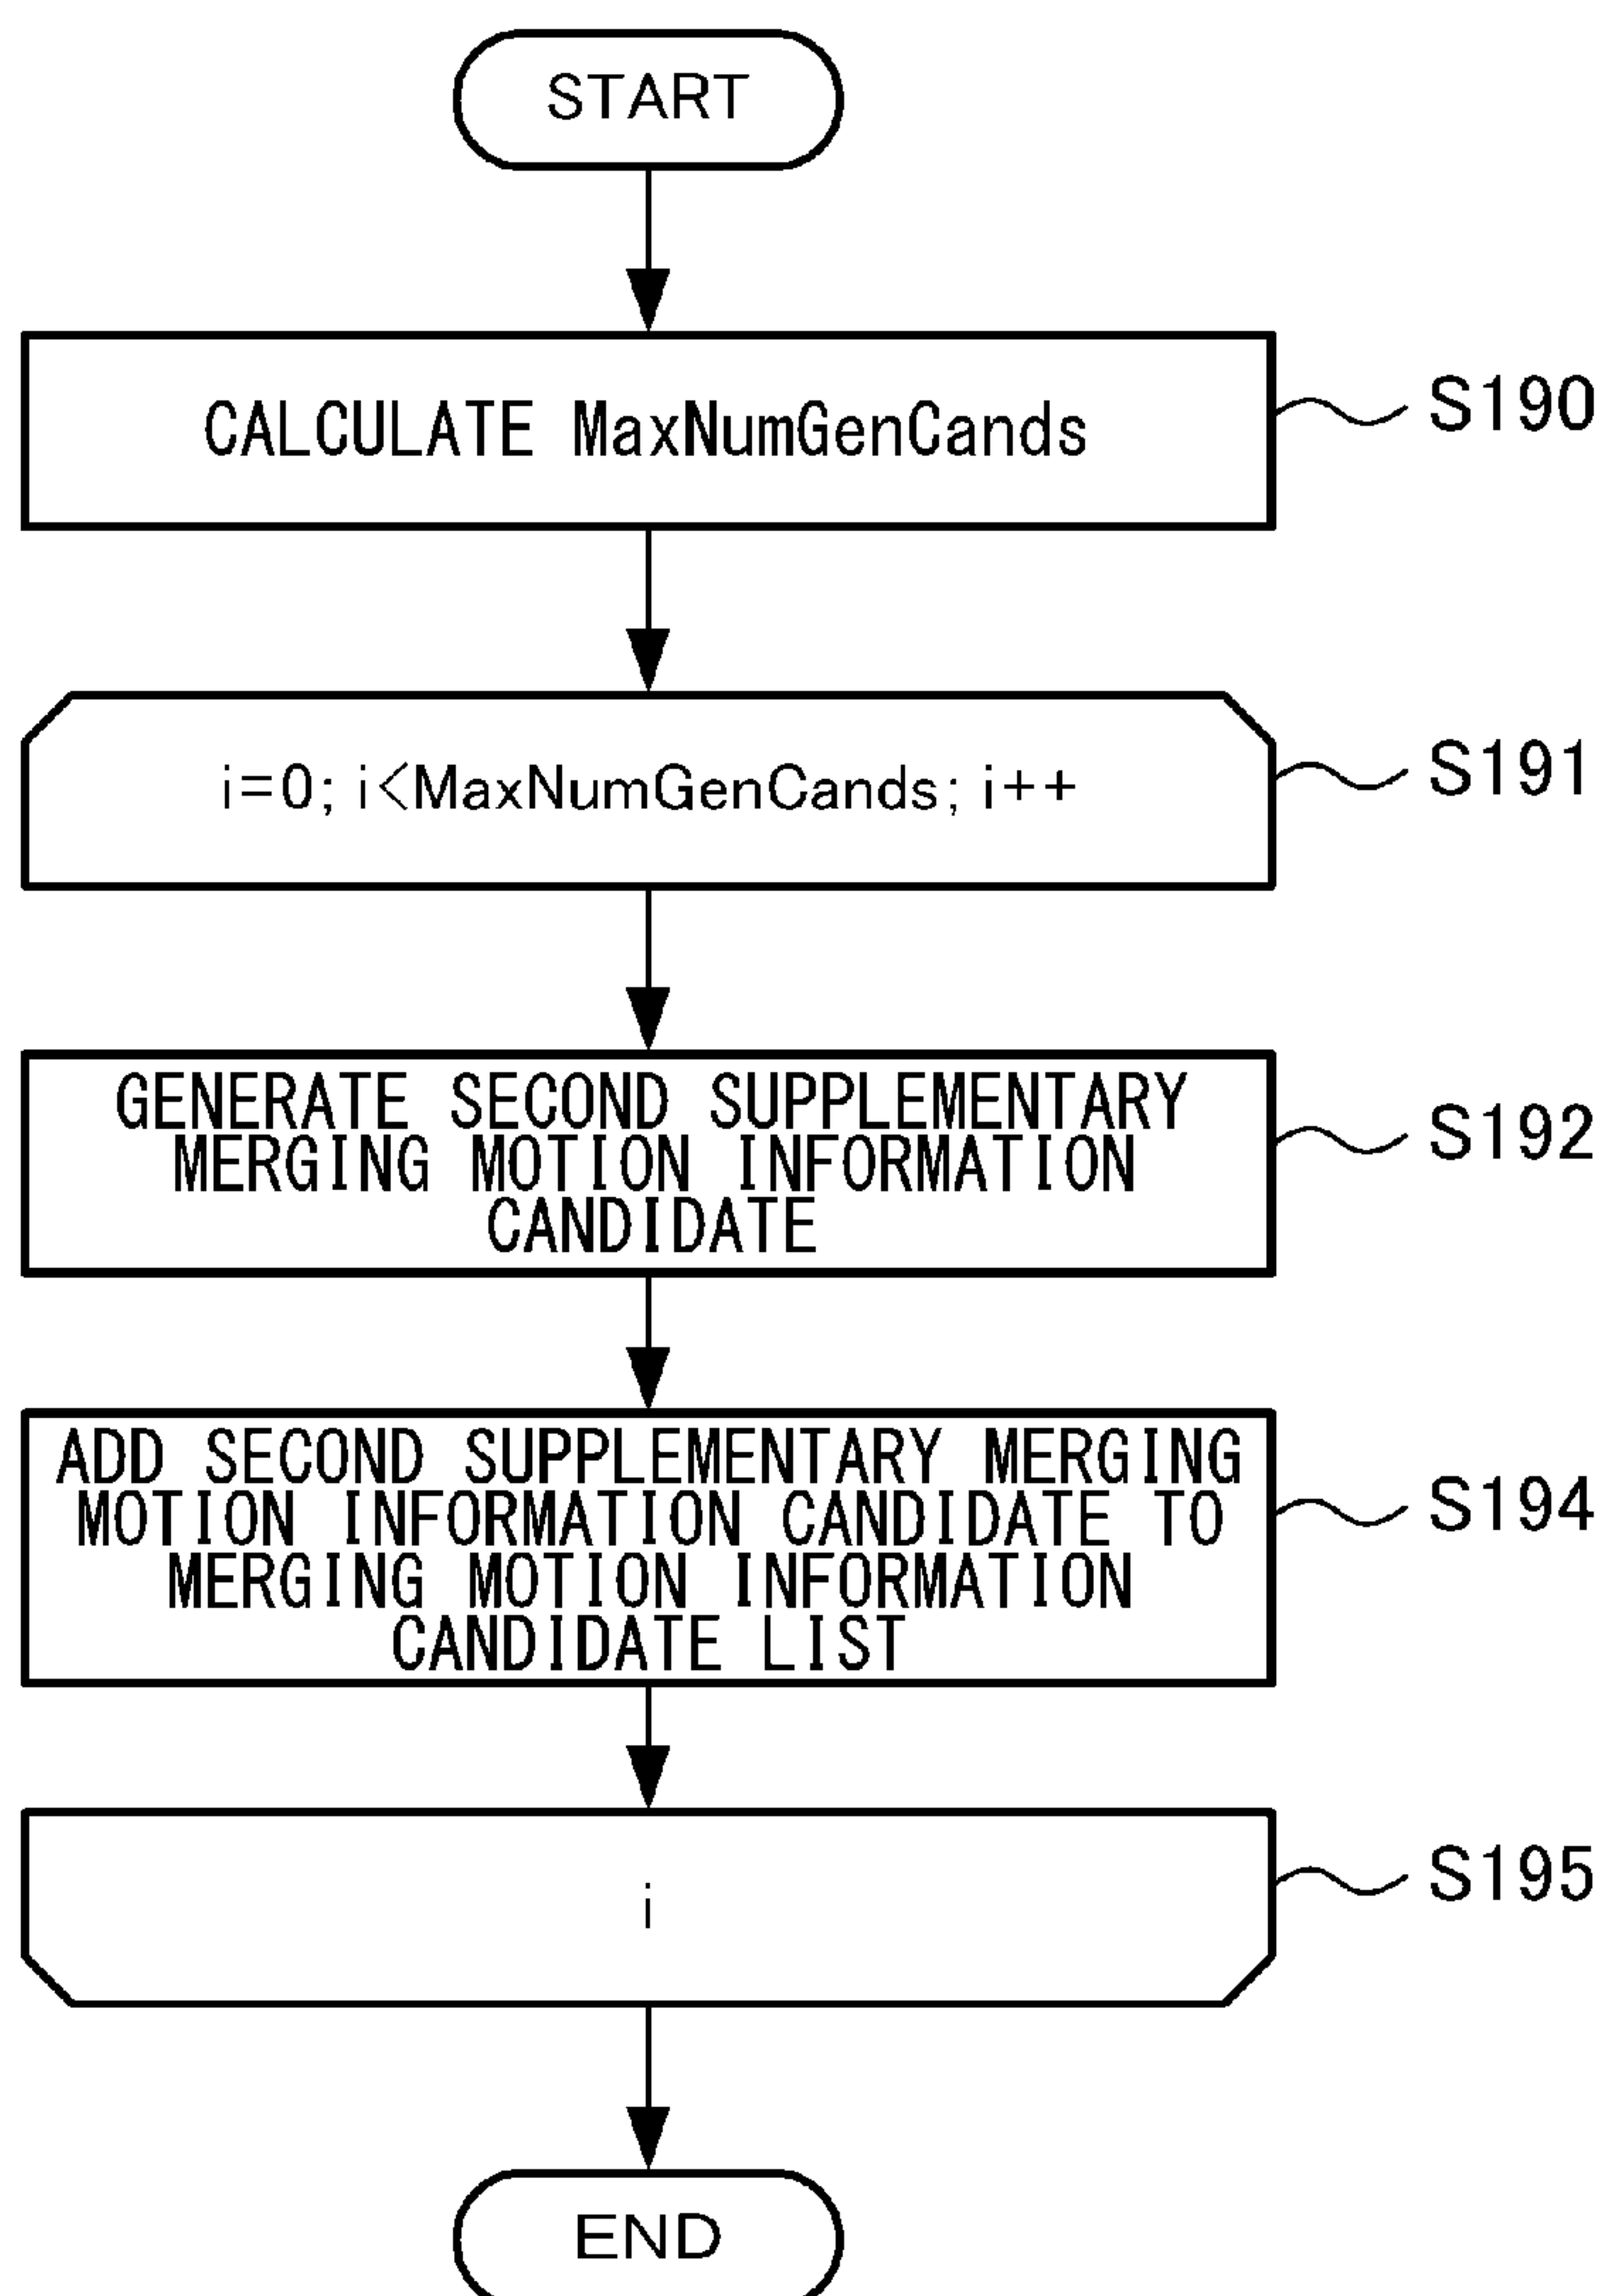 START
CALCULATE MaxNumGenCands
S190
i=0; i<MaxNumGenCands; i++
S191
GENERATE SECOND SUPPLEMENTARY
MERGING MOTION INFORMATION
CANDIDATE
S192
ADD SECOND SUPPLEMENTARY MERGING
MOTION INFORMATION CANDIDATE TO
MERGING MOTION INFORMATION
CANDIDATE LIST
S194
i
S195
END